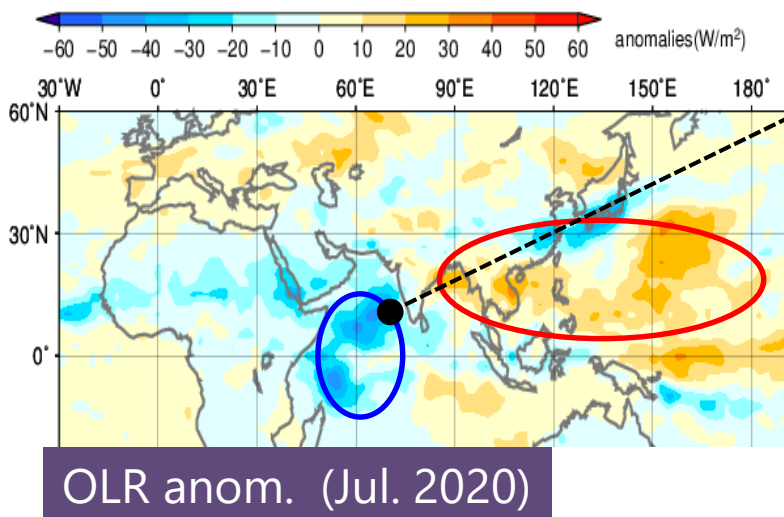 −60 −50 −40 −30 −20 −10 0 10 20 30 40 50 60 anomalies(W/m²)
30°W 0° 30°E 60°E 90°E 120°E 150°E 180°
60°N
30°N
0°
OLR anom. (Jul. 2020)